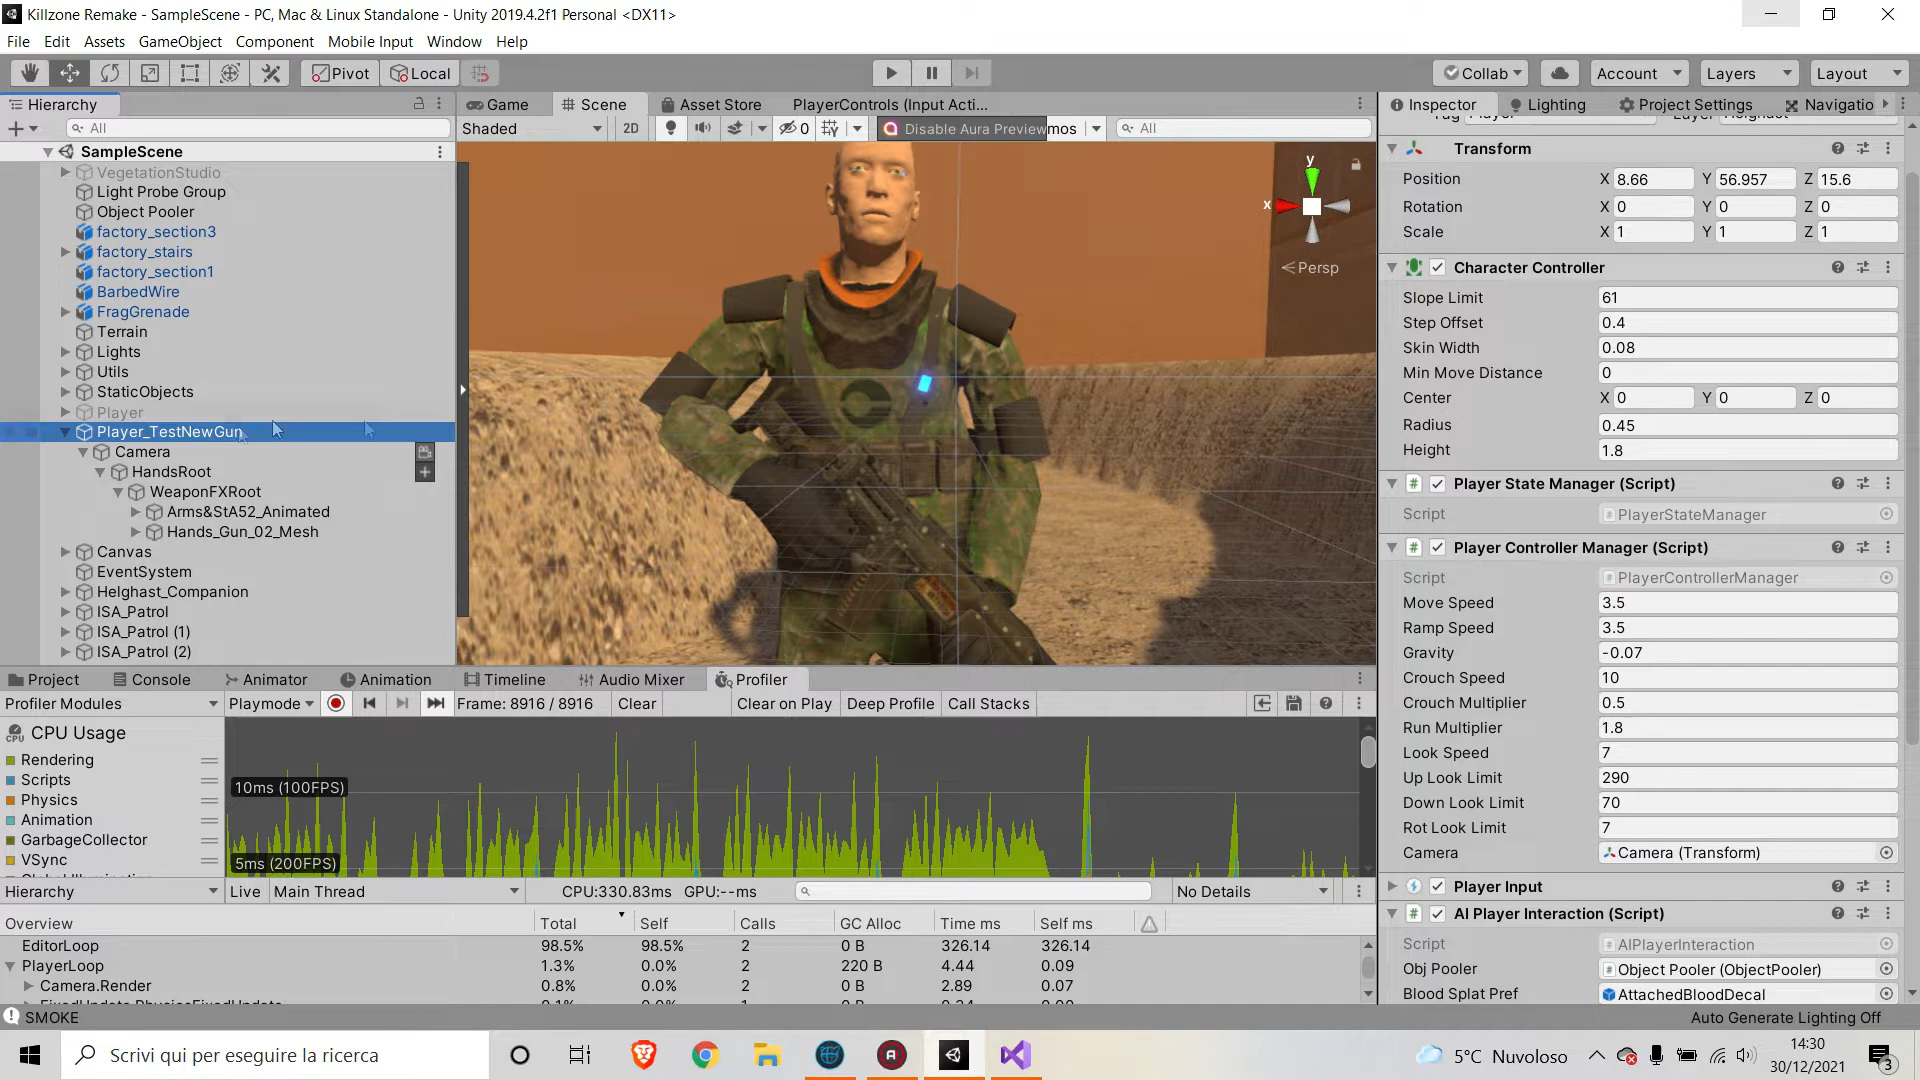 Killzone Remake - SampleScene - PC, Mac & Linux Standalone - Unity 2019.4.2f1 Personal <DX11>
File Edit Assets GameObject Component Mobile Input Window Help
Pivot Local Collab Account Layers Layout
Hierarchy
All
SampleScene
VegetationStudio
Light Probe Group
Object Pooler
factory_section3
factory_stairs
factory_section1
BarbedWire
FragGrenade
Terrain
Lights
Utils
StaticObjects
Player
Player_TestNewGun
Camera
HandsRoot
WeaponFXRoot
Arms&StA52_Animated
Hands_Gun_02_Mesh
Canvas
EventSystem
Helghast_Companion
ISA_Patrol
ISA_Patrol (1)
ISA_Patrol (2)
Game Scene Asset Store PlayerControls (Input Acti...
Shaded 2D 0 Disable Aura Preview mos All
y
x
Persp
Inspector Lighting Project Settings Navigatio
Transform
Position X 8.66 Y 56.957 Z 15.6
Rotation X 0 Y 0 Z 0
Scale X 1 Y 1 Z 1
Character Controller
Slope Limit 61
Step Offset 0.4
Skin Width 0.08
Min Move Distance 0
Center X 0 Y 0 Z 0
Radius 0.45
Height 1.8
Player State Manager (Script)
Script PlayerStateManager
Player Controller Manager (Script)
Script PlayerControllerManager
Move Speed 3.5
Ramp Speed 3.5
Gravity -0.07
Crouch Speed 10
Crouch Multiplier 0.5
Run Multiplier 1.8
Look Speed 7
Up Look Limit 290
Down Look Limit 70
Rot Look Limit 7
Camera Camera (Transform)
Player Input
AI Player Interaction (Script)
Script AIPlayerInteraction
Obj Pooler Object Pooler (ObjectPooler)
Blood Splat Pref AttachedBloodDecal
Project Console Animator Animation Timeline Audio Mixer Profiler
Profiler Modules Playmode Frame: 8916 / 8916 Clear Clear on Play Deep Profile Call Stacks
CPU Usage
Rendering
Scripts
Physics
Animation
GarbageCollector
VSync
10ms (100FPS)
5ms (200FPS)
Hierarchy Live Main Thread CPU:330.83ms GPU:--ms No Details
Overview Total Self Calls GC Alloc Time ms Self ms
EditorLoop 98.5% 98.5% 2 0 B 326.14 326.14
PlayerLoop 1.3% 0.0% 2 220 B 4.44 0.09
Camera.Render 0.8% 0.0% 2 0 B 2.89 0.07
SMOKE
Auto Generate Lighting Off
Scrivi qui per eseguire la ricerca
5°C Nuvoloso
14:30
30/12/2021
3